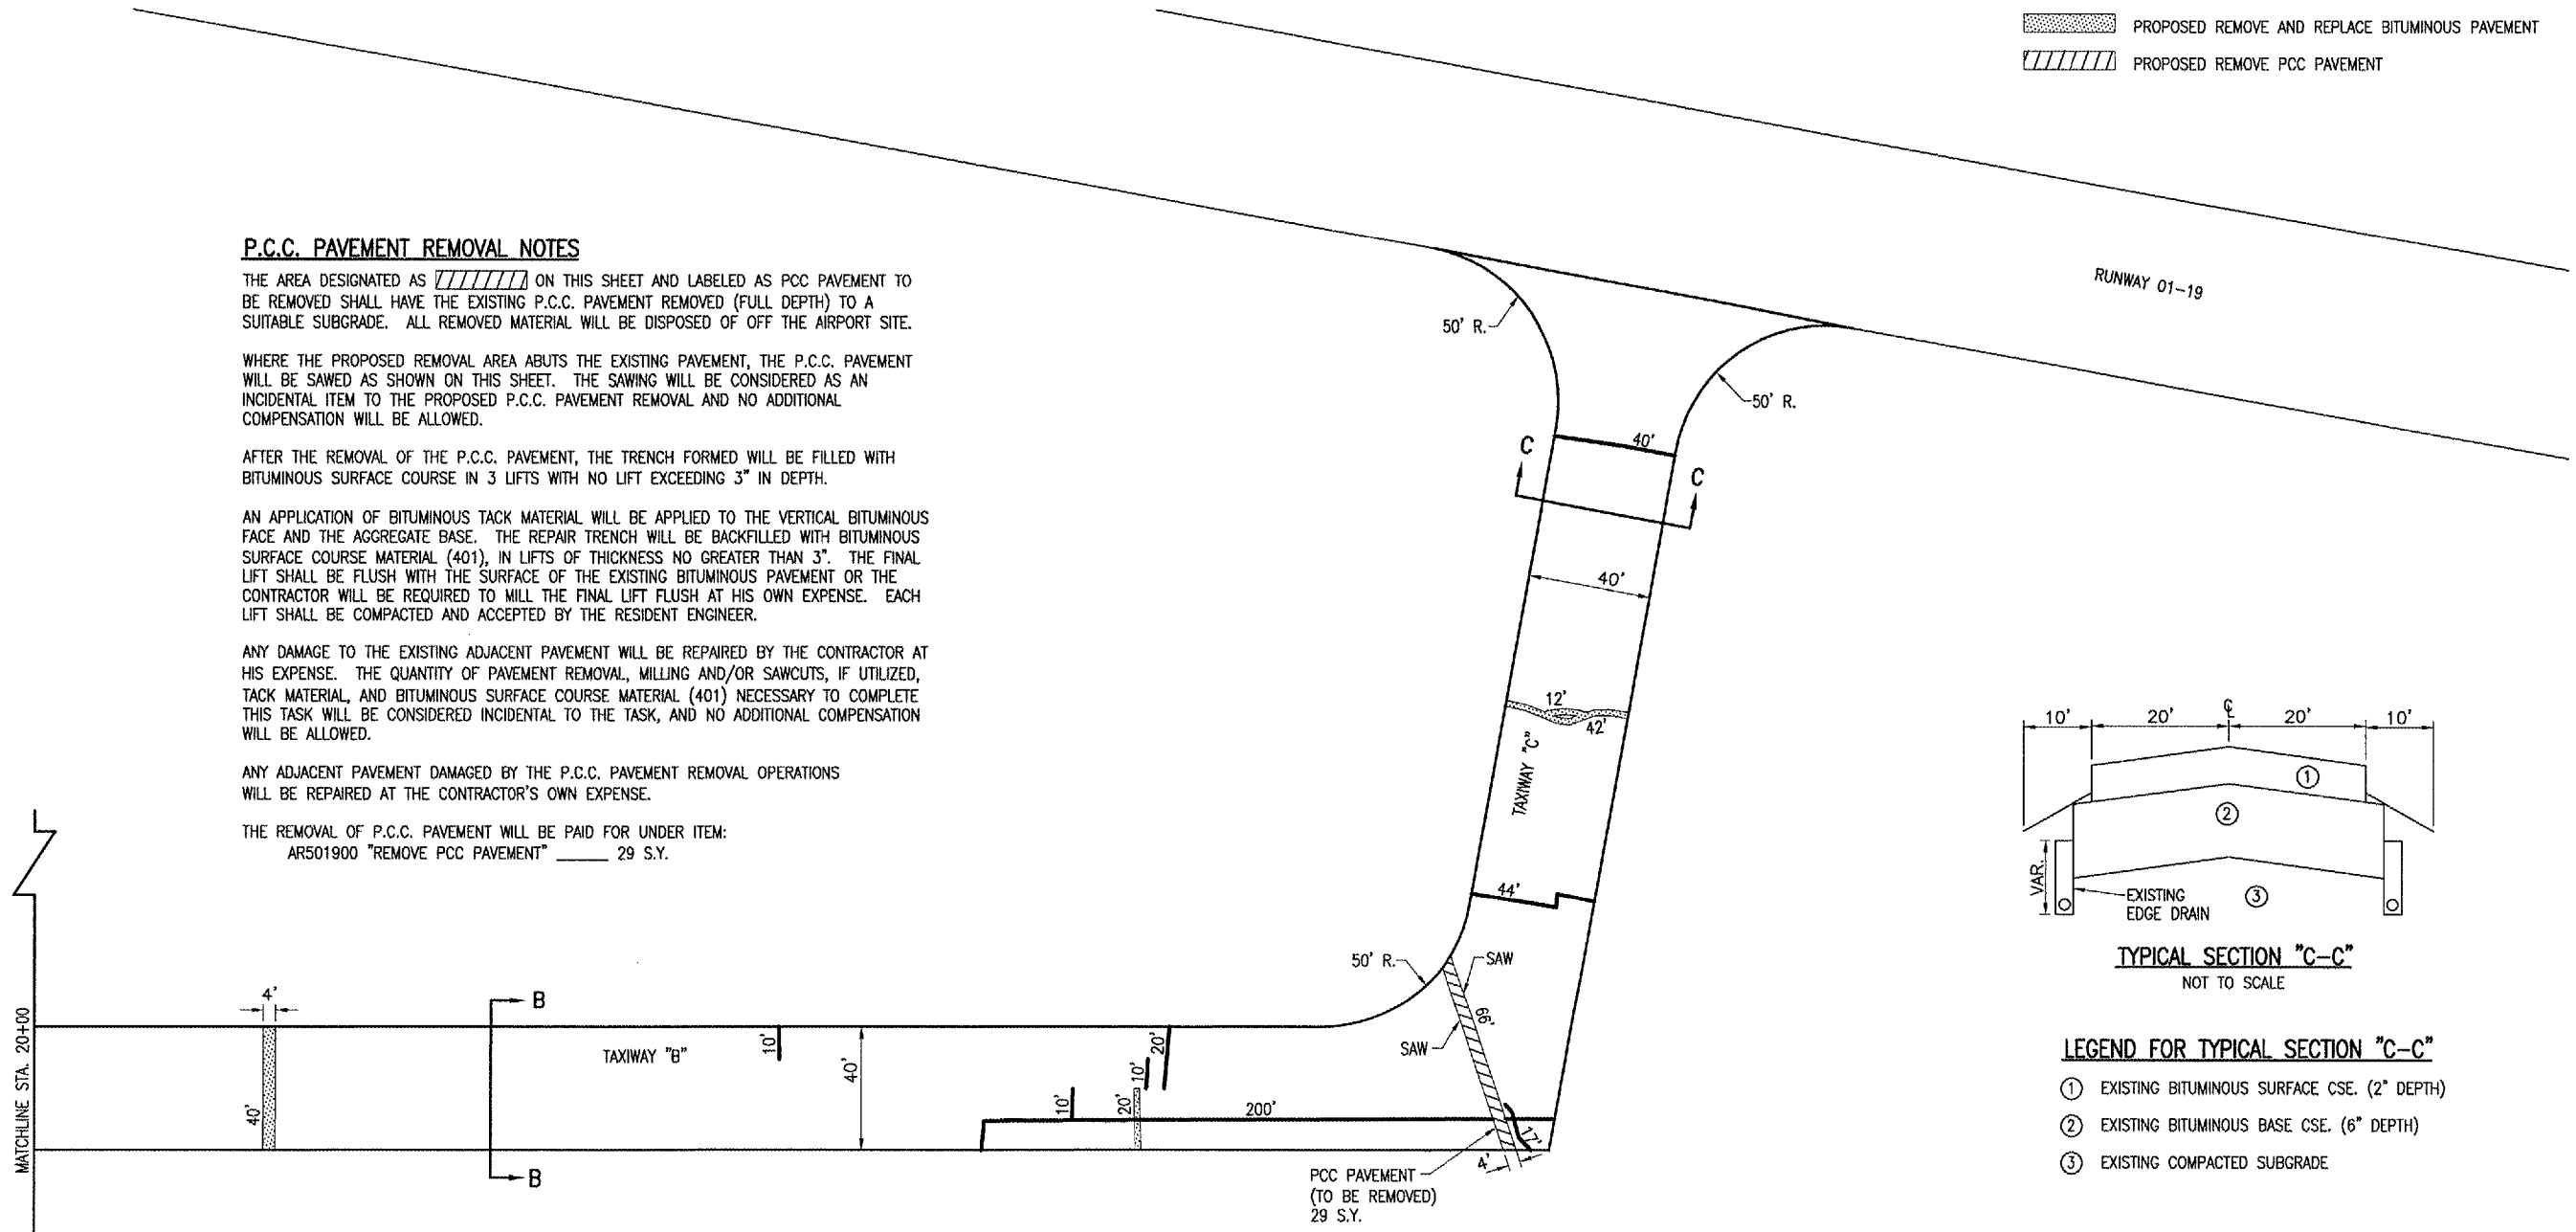 PROPOSED REMOVE AND REPLACE BITUMINOUS PAVEMENT
PROPOSED REMOVE PCC PAVEMENT
RUNWAY 01-19
P.C.C. PAVEMENT REMOVAL NOTES
THE AREA DESIGNATED AS ON THIS SHEET AND LABELED AS PCC PAVEMENT TO
BE REMOVED SHALL HAVE THE EXISTING P.C.C. PAVEMENT REMOVED (FULL DEPTH) TO A
SUITABLE SUBGRADE. ALL REMOVED MATERIAL WILL BE DISPOSED OF OFF THE AIRPORT SITE.
WHERE THE PROPOSED REMOVAL AREA ABUTS THE EXISTING PAVEMENT, THE P.C.C. PAVEMENT
WILL BE SAWED AS SHOWN ON THIS SHEET. THE SAWING WILL BE CONSIDERED AS AN
INCIDENTAL ITEM TO THE PROPOSED P.C.C. PAVEMENT REMOVAL AND NO ADDITIONAL
COMPENSATION WILL BE ALLOWED.
AFTER THE REMOVAL OF THE P.C.C. PAVEMENT, THE TRENCH FORMED WILL BE FILLED WITH
BITUMINOUS SURFACE COURSE IN 3 LIFTS WITH NO LIFT EXCEEDING 3" IN DEPTH.
AN APPLICATION OF BITUMINOUS TACK MATERIAL WILL BE APPLIED TO THE VERTICAL BITUMINOUS
FACE AND THE AGGREGATE BASE. THE REPAIR TRENCH WILL BE BACKFILLED WITH BITUMINOUS
SURFACE COURSE MATERIAL (401), IN LIFTS OF THICKNESS NO GREATER THAN 3". THE FINAL
LIFT SHALL BE FLUSH WITH THE SURFACE OF THE EXISTING BITUMINOUS PAVEMENT OR THE
CONTRACTOR WILL BE REQUIRED TO MILL THE FINAL LIFT FLUSH AT HIS OWN EXPENSE. EACH
LIFT SHALL BE COMPACTED AND ACCEPTED BY THE RESIDENT ENGINEER.
ANY DAMAGE TO THE EXISTING ADJACENT PAVEMENT WILL BE REPAIRED BY THE CONTRACTOR AT
HIS EXPENSE. THE QUANTITY OF PAVEMENT REMOVAL, MILLING AND/OR SAWCUTS, IF UTILIZED,
TACK MATERIAL, AND BITUMINOUS SURFACE COURSE MATERIAL (401) NECESSARY TO COMPLETE
THIS TASK WILL BE CONSIDERED INCIDENTAL TO THE TASK, AND NO ADDITIONAL COMPENSATION
WILL BE ALLOWED.
ANY ADJACENT PAVEMENT DAMAGED BY THE P.C.C. PAVEMENT REMOVAL OPERATIONS
WILL BE REPAIRED AT THE CONTRACTOR'S OWN EXPENSE.
THE REMOVAL OF P.C.C. PAVEMENT WILL BE PAID FOR UNDER ITEM:
AR501900 "REMOVE PCC PAVEMENT" _____ 29 S.Y.
50' R.
50' R.
40'
C
C
40'
12'
42'
TAXIWAY "C"
44'
50' R.
SAW
66'
SAW
17'
4'
PCC PAVEMENT
(TO BE REMOVED)
29 S.Y.
MATCHLINE STA. 20+00
4'
40'
B
B
TAXIWAY "B"
10'
40'
10'
20'
10'
20'
200'
10'
20'
℄
20'
10'
1
2
3
VAR.
EXISTING
EDGE DRAIN
TYPICAL SECTION "C-C"
NOT TO SCALE
LEGEND FOR TYPICAL SECTION "C-C"
1 EXISTING BITUMINOUS SURFACE CSE. (2" DEPTH)
2 EXISTING BITUMINOUS BASE CSE. (6" DEPTH)
3 EXISTING COMPACTED SUBGRADE